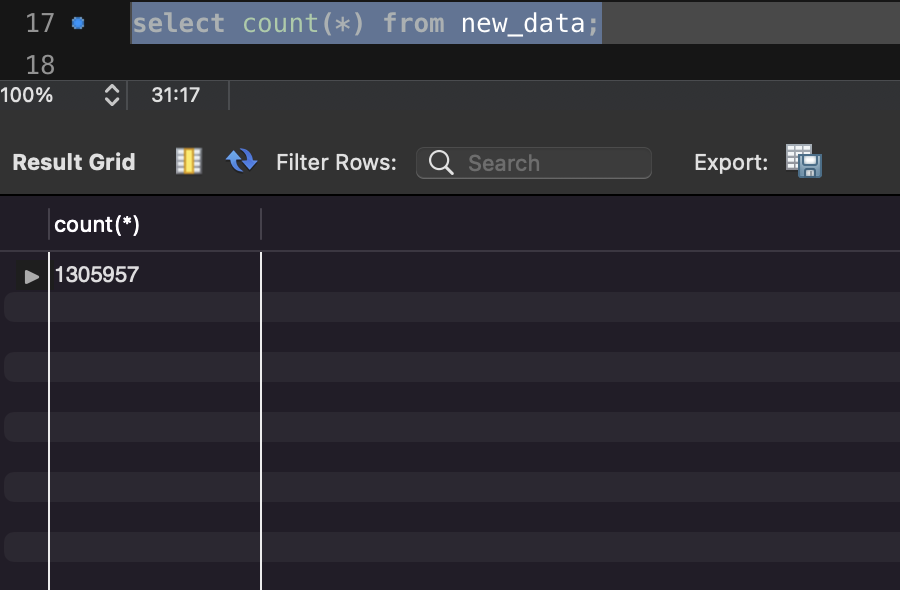 17 select count(*) from new_data;
18
100% 31:17
Result Grid Filter Rows: Search Export:
count(*)
1305957